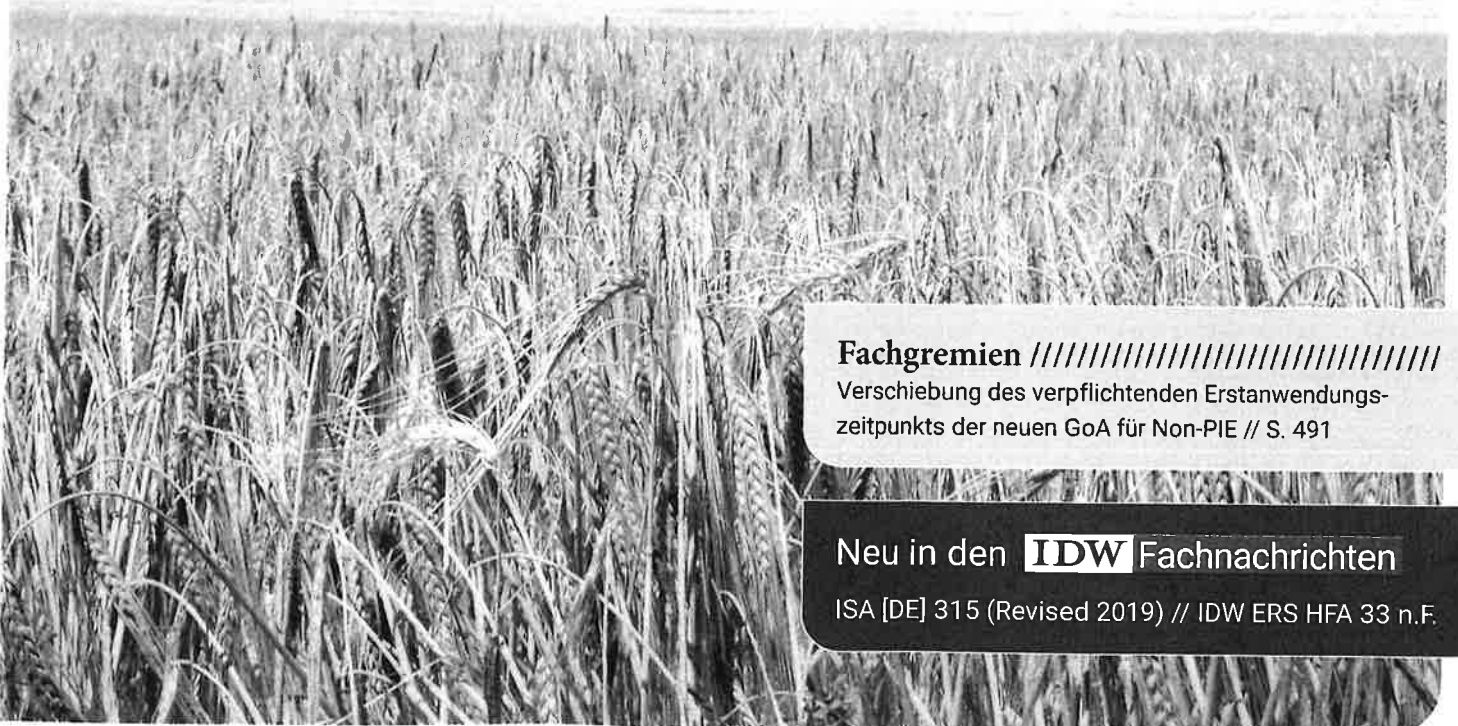 Fachgremien ///////////////////////////////////
Verschiebung des verpflichtenden Erstanwendungs-
zeitpunkts der neuen GoA für Non-PIE // S. 491
Neu in den IDW Fachnachrichten
ISA [DE] 315 (Revised 2019) // IDW ERS HFA 33 n.F.